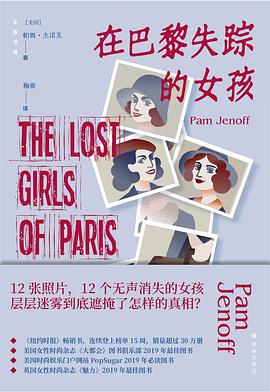 [美国]
帕姆·杰诺芙
著
鞠薇
译
在巴黎失踪
的女孩
Pam Jenoff
THE LOST
GIRLS
OF PARIS
12 张照片，12 个无声消失的女孩
层层迷雾到底遮掩了怎样的真相？
Pam
Jenoff
《纽约时报》畅销书，连续登上榜单 15 周，销量超过 30 万册
美国女性时尚杂志《大都会》图书俱乐部 2019 年最佳图书
美国时尚娱乐门户网站 PopSugar 2019 年必读图书
英国女性时尚杂志《魅力》2019 年最佳图书